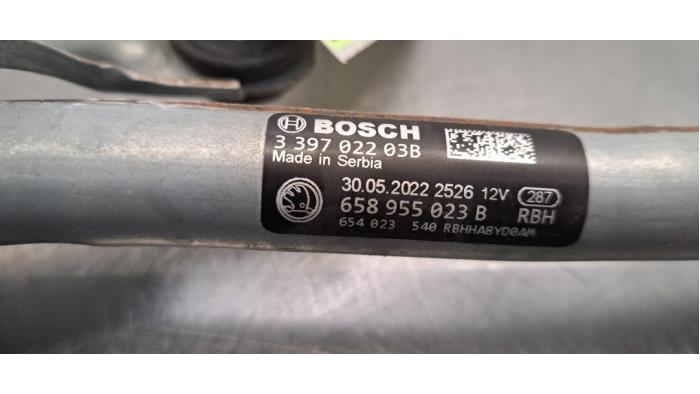 BOSCH
3 397 022 03B
Made in Serbia
30.05.2022 2526 12V 287
658 955 023 B RBH
654 023 540 RBHHA8YD0AM